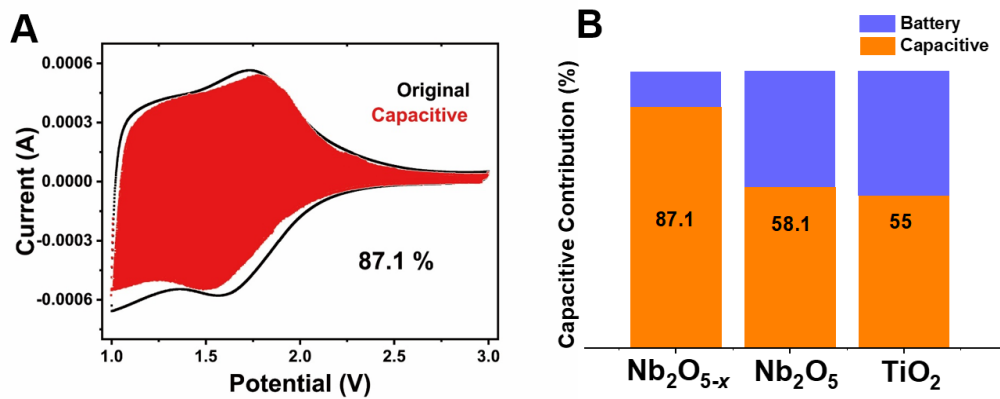 A
0.0006
0.0003
0.0000
-0.0003
-0.0006
Current (A)
Original
Capacitive
87.1 %
1.0 1.5 2.0 2.5 3.0
Potential (V)
B
Battery
Capacitive
Capacitive Contribution (%)
87.1 58.1 55
Nb₂O₅₋ₓ Nb₂O₅ TiO₂